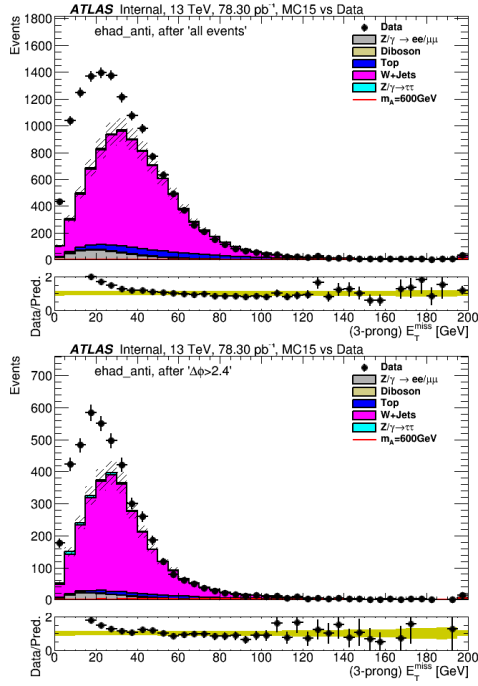 ATLAS Internal, 13 TeV, 78.30 pb⁻¹, MC15 vs Data
ehad_anti, after 'all events'
Data
Z/γ → ee/μμ
Diboson
Top
W+Jets
Z/γ→ττ
m_A=600GeV
Events
1800
1600
1400
1200
1000
800
600
400
200
0
Data/Pred.
2
1
0
0 20 40 60 80 100 120 140 160 180 200
(3-prong) E_T^miss [GeV]
ATLAS Internal, 13 TeV, 78.30 pb⁻¹, MC15 vs Data
ehad_anti, after 'Δϕ>2.4'
Data
Z/γ → ee/μμ
Diboson
Top
W+Jets
Z/γ→ττ
m_A=600GeV
Events
700
600
500
400
300
200
100
0
Data/Pred.
2
1
0
0 20 40 60 80 100 120 140 160 180 200
(3-prong) E_T^miss [GeV]